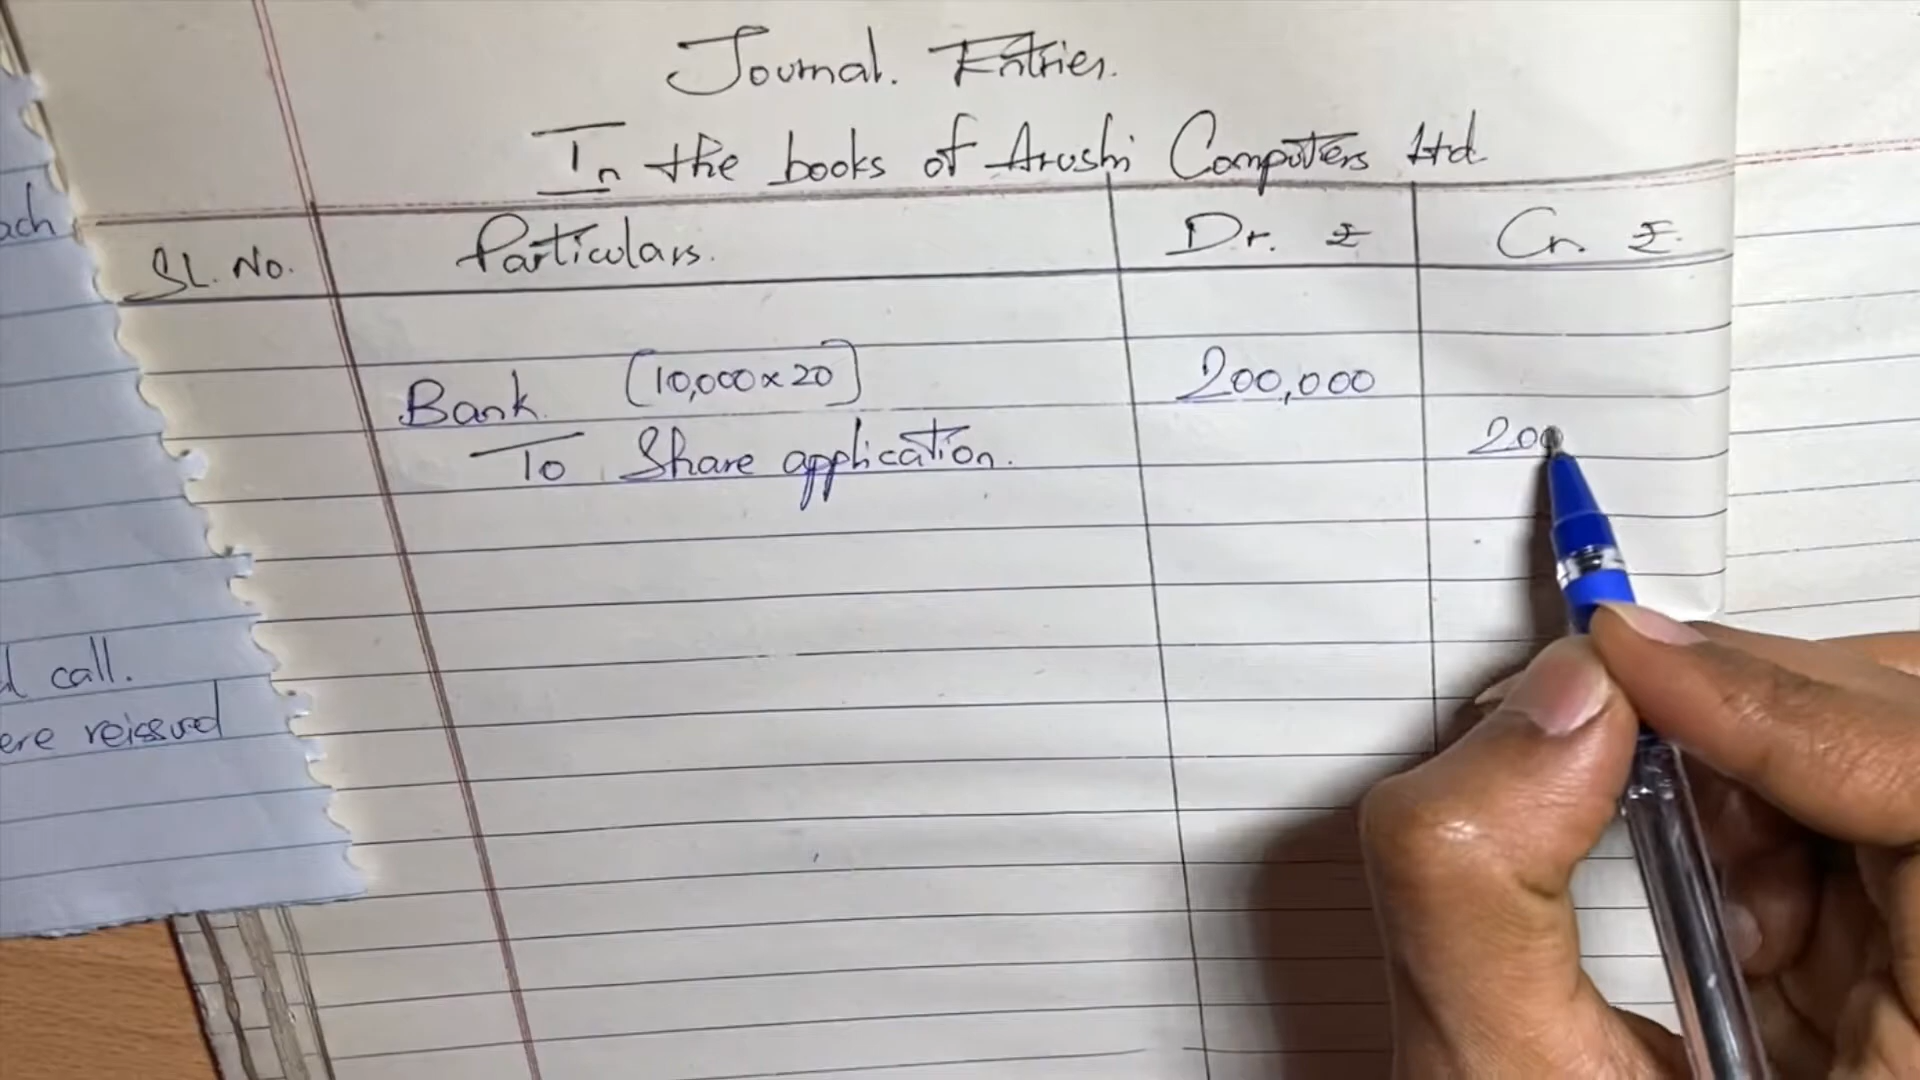 Journal. Entries.
In the books of Arushi Computers Ltd.
SL. No. Particulars. Dr. ₹ Cr. ₹.
Bank [10,000 × 20] 200,000
To Share application. 200
ach
call.
ere reissued